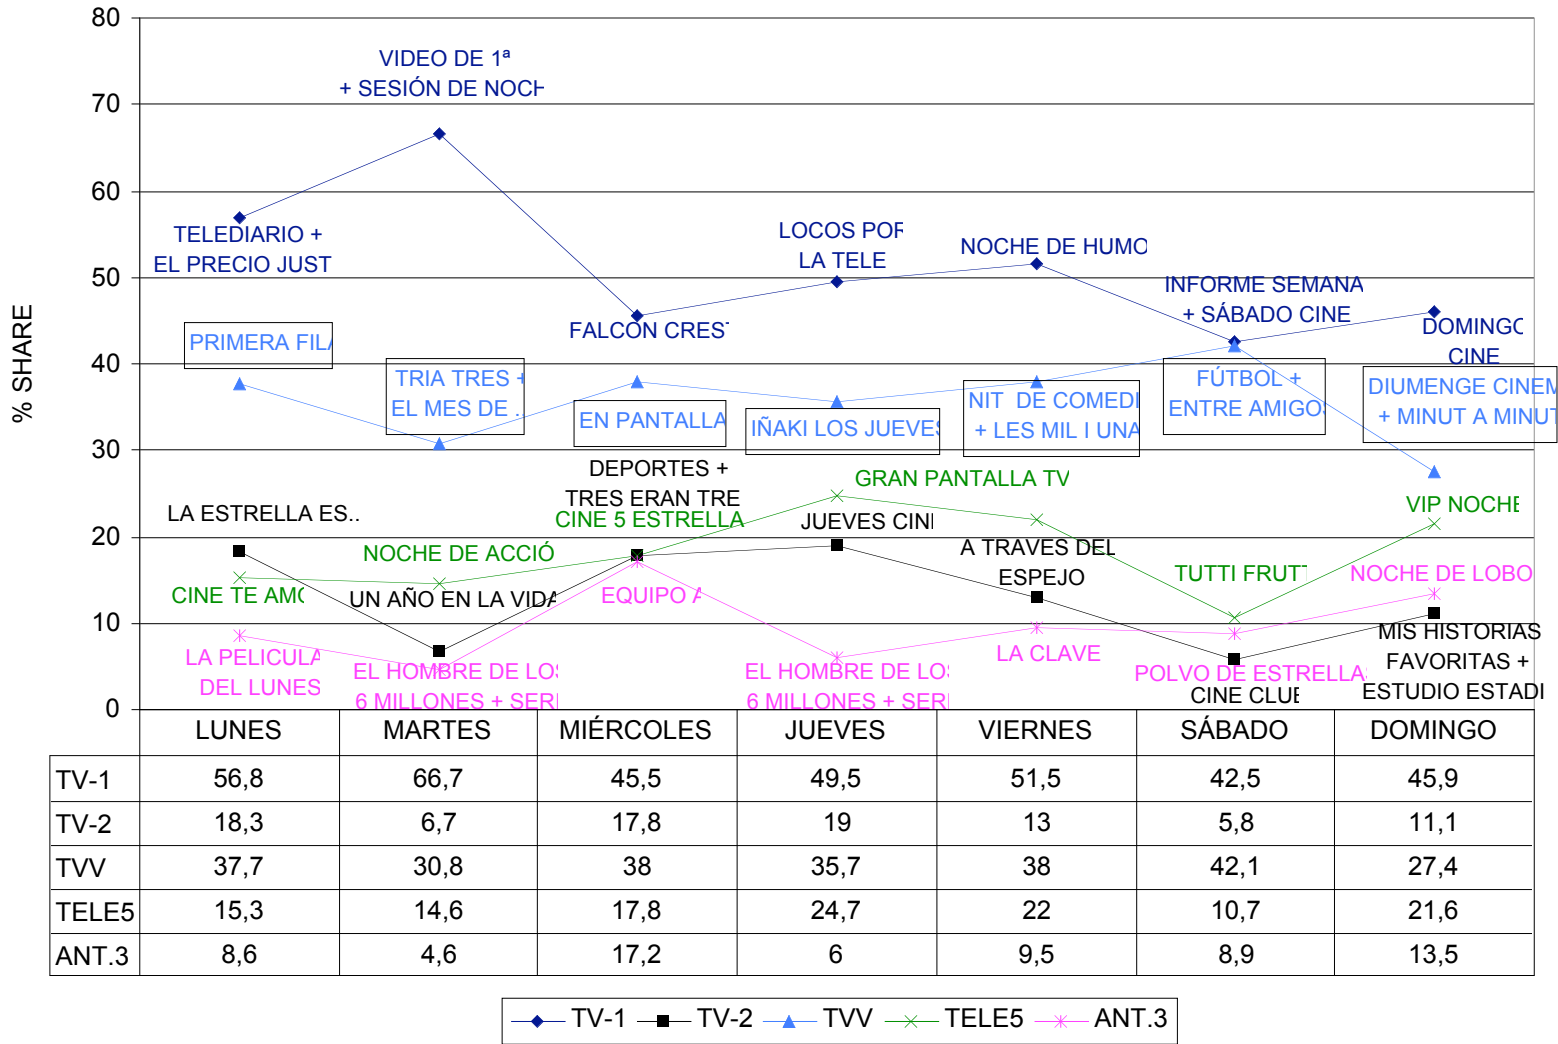 80
70
60
50
40
30
20
10
0
% SHARE
VIDEO DE 1ª
+ SESIÓN DE NOCH
TELEDIARIO +
EL PRECIO JUST
FALCON CREST
LOCOS POR
LA TELE
NOCHE DE HUMO
INFORME SEMANA
+ SÁBADO CINE
DOMINGO
CINE
PRIMERA FILA
TRIA TRES +
EL MES DE ..
EN PANTALLA
IÑAKI LOS JUEVES
NIT DE COMEDI
+ LES MIL I UNA
FÚTBOL +
ENTRE AMIGOS
DIUMENGE CINEM
+ MINUT A MINUT
LA ESTRELLA ES..
UN AÑO EN LA VIDA
DEPORTES +
TRES ERAN TRE
JUEVES CINE
A TRAVES DEL
ESPEJO
CINE CLUB
MIS HISTORIAS
FAVORITAS +
ESTUDIO ESTADI
CINE TE AMO
NOCHE DE ACCIÓ
CINE 5 ESTRELLA
GRAN PANTALLA TV
TUTTI FRUTT
VIP NOCHE
LA PELICULA
DEL LUNES
EL HOMBRE DE LOS
6 MILLONES + SERI
EQUIPO A
EL HOMBRE DE LOS
6 MILLONES + SERI
LA CLAVE
POLVO DE ESTRELLAS
NOCHE DE LOBO
LUNES MARTES MIÉRCOLES JUEVES VIERNES SÁBADO DOMINGO
TV-1 56,8 66,7 45,5 49,5 51,5 42,5 45,9
TV-2 18,3 6,7 17,8 19 13 5,8 11,1
TVV 37,7 30,8 38 35,7 38 42,1 27,4
TELE5 15,3 14,6 17,8 24,7 22 10,7 21,6
ANT.3 8,6 4,6 17,2 6 9,5 8,9 13,5
TV-1 TV-2 TVV TELE5 ANT.3